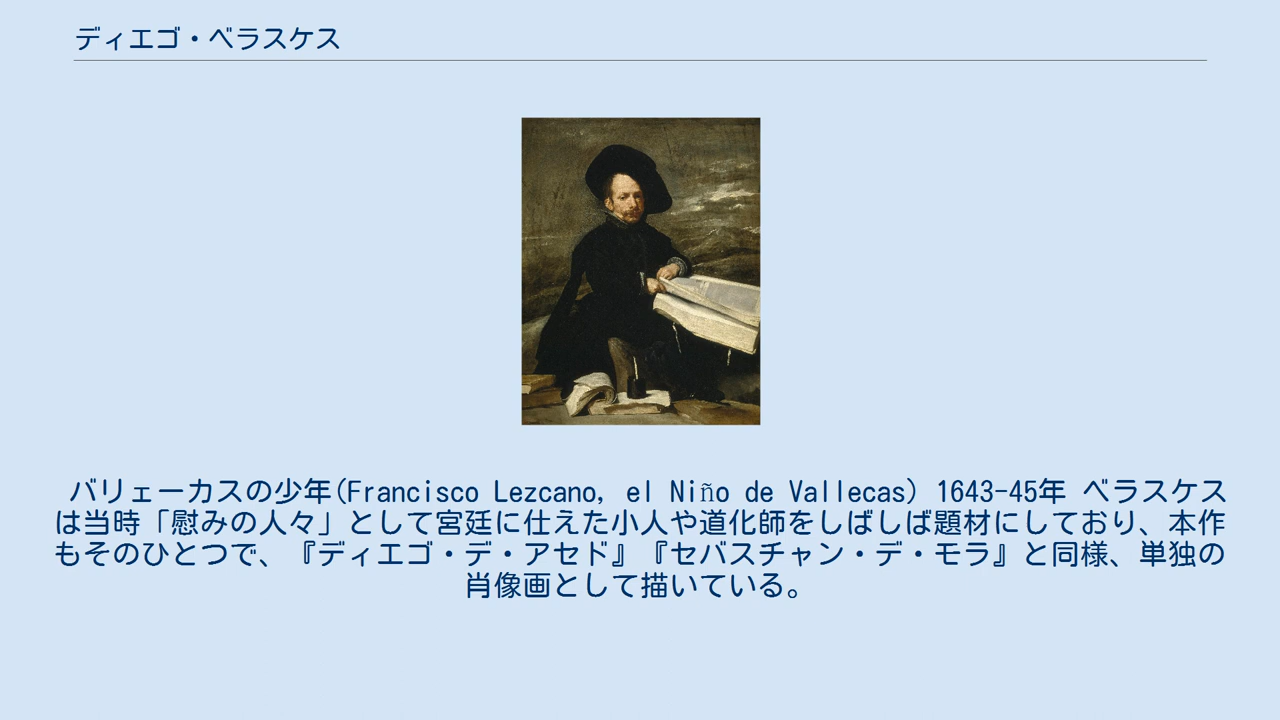 ディエゴ・ベラスケス
バリェーカスの少年(Francisco Lezcano, el Niño de Vallecas) 1643-45年 ベラスケス
は当時「慰みの人々」として宮廷に仕えた小人や道化師をしばしば題材にしており、本作
もそのひとつで、『ディエゴ・デ・アセド』『セバスチャン・デ・モラ』と同様、単独の
肖像画として描いている。